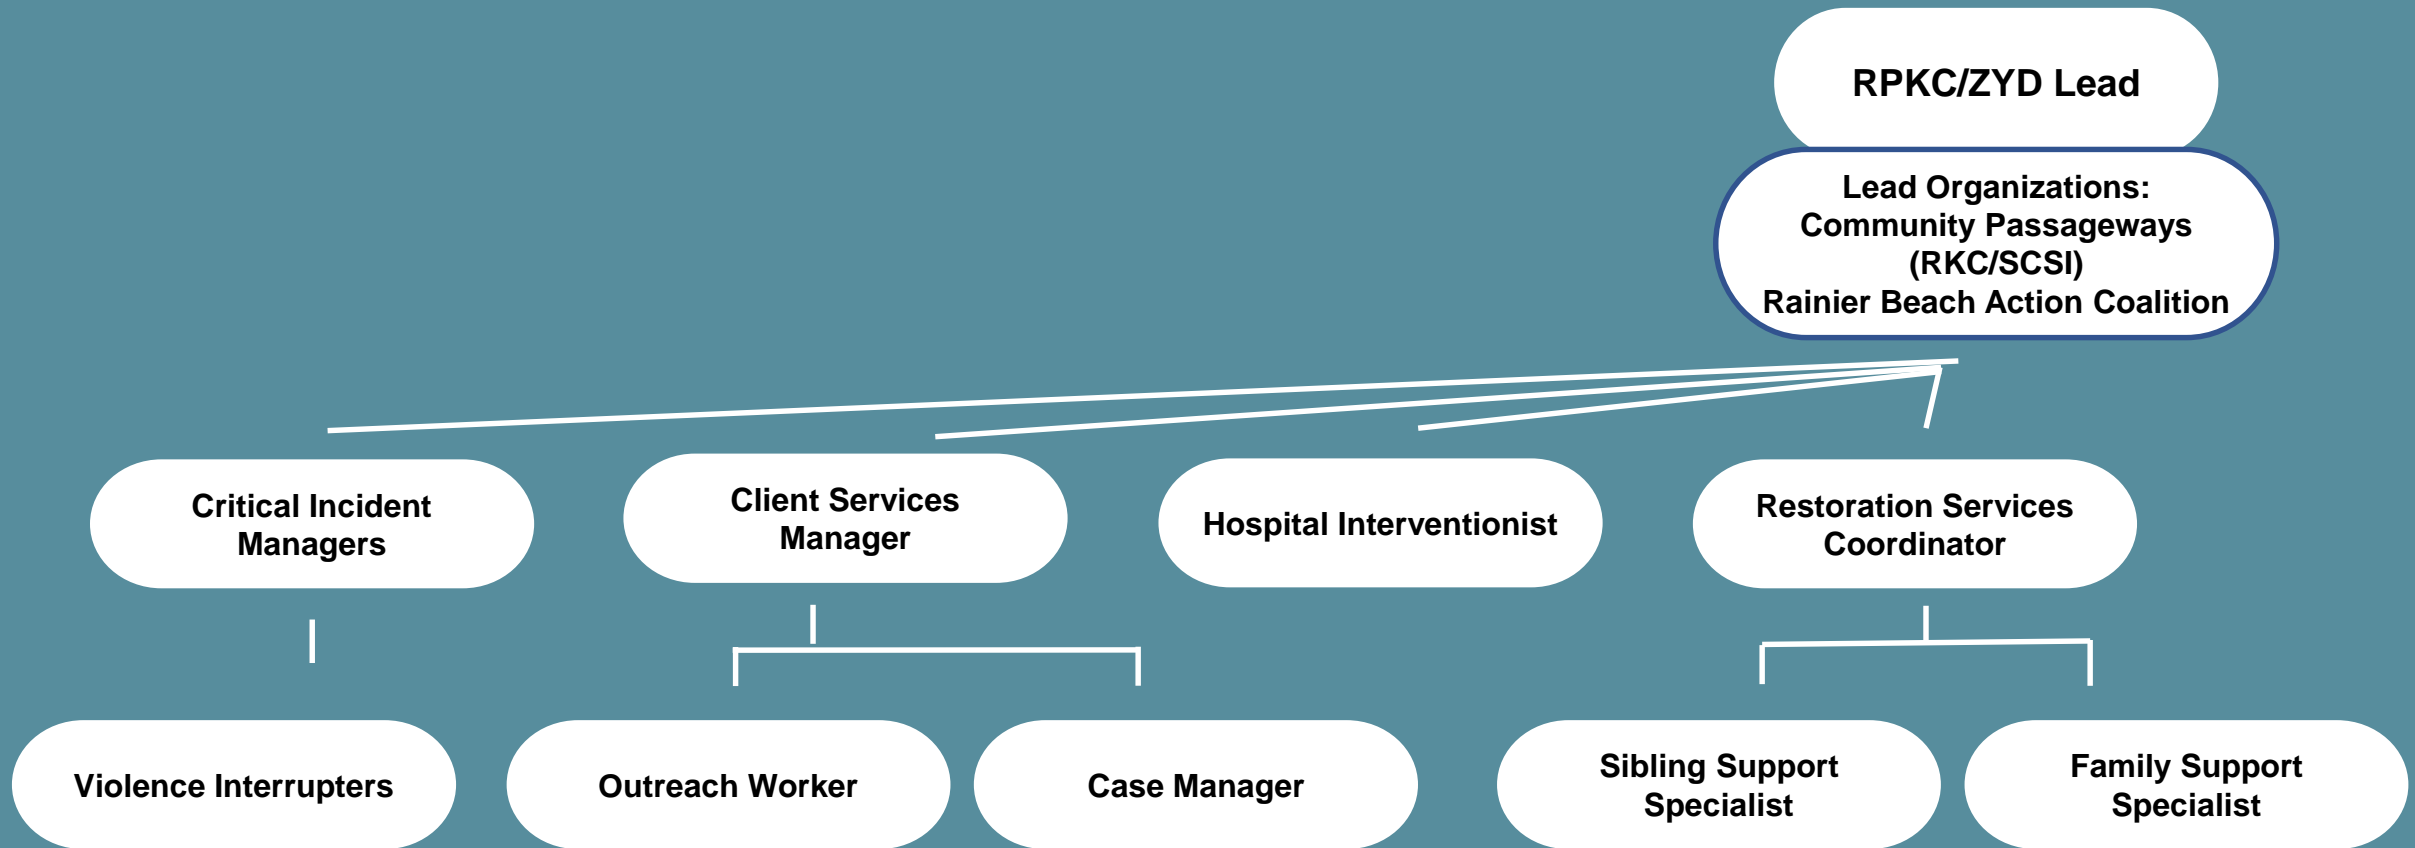 RPKC/ZYD Lead
Lead Organizations:
Community Passageways
(RKC/SCSI)
Rainier Beach Action Coalition
Critical Incident
Managers
Client Services
Manager
Hospital Interventionist
Restoration Services
Coordinator
Violence Interrupters
Outreach Worker
Case Manager
Sibling Support
Specialist
Family Support
Specialist